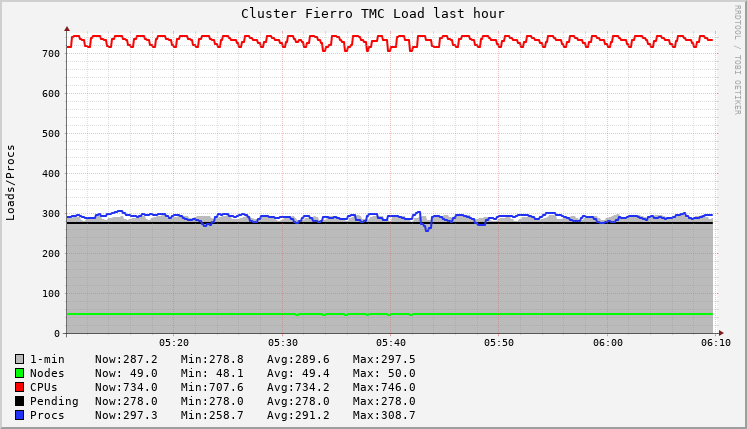 Cluster Fierro TMC Load last hour
RRDTOOL / TOBI OETIKER
Loads/Procs
700
600
500
400
300
200
100
0
05:20 05:30 05:40 05:50 06:00 06:10
1-min Now:287.2 Min:278.8 Avg:289.6 Max:297.5
Nodes Now: 49.0 Min: 48.1 Avg: 49.4 Max: 50.0
CPUs Now:734.0 Min:707.6 Avg:734.2 Max:746.0
Pending Now:278.0 Min:278.0 Avg:278.0 Max:278.0
Procs Now:297.3 Min:258.7 Avg:291.2 Max:308.7